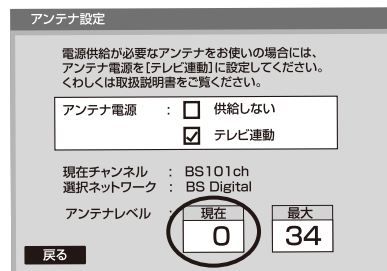 アンテナ設定
電源供給が必要なアンテナをお使いの場合には、
アンテナ電源を[テレビ連動]に設定してください。
くわしくは取扱説明書をご覧ください。
アンテナ電源 : 供給しない
テレビ連動
現在チャンネル : BS101ch
選択ネットワーク : BS Digital
アンテナレベル : 現在 最大
0 34
戻る